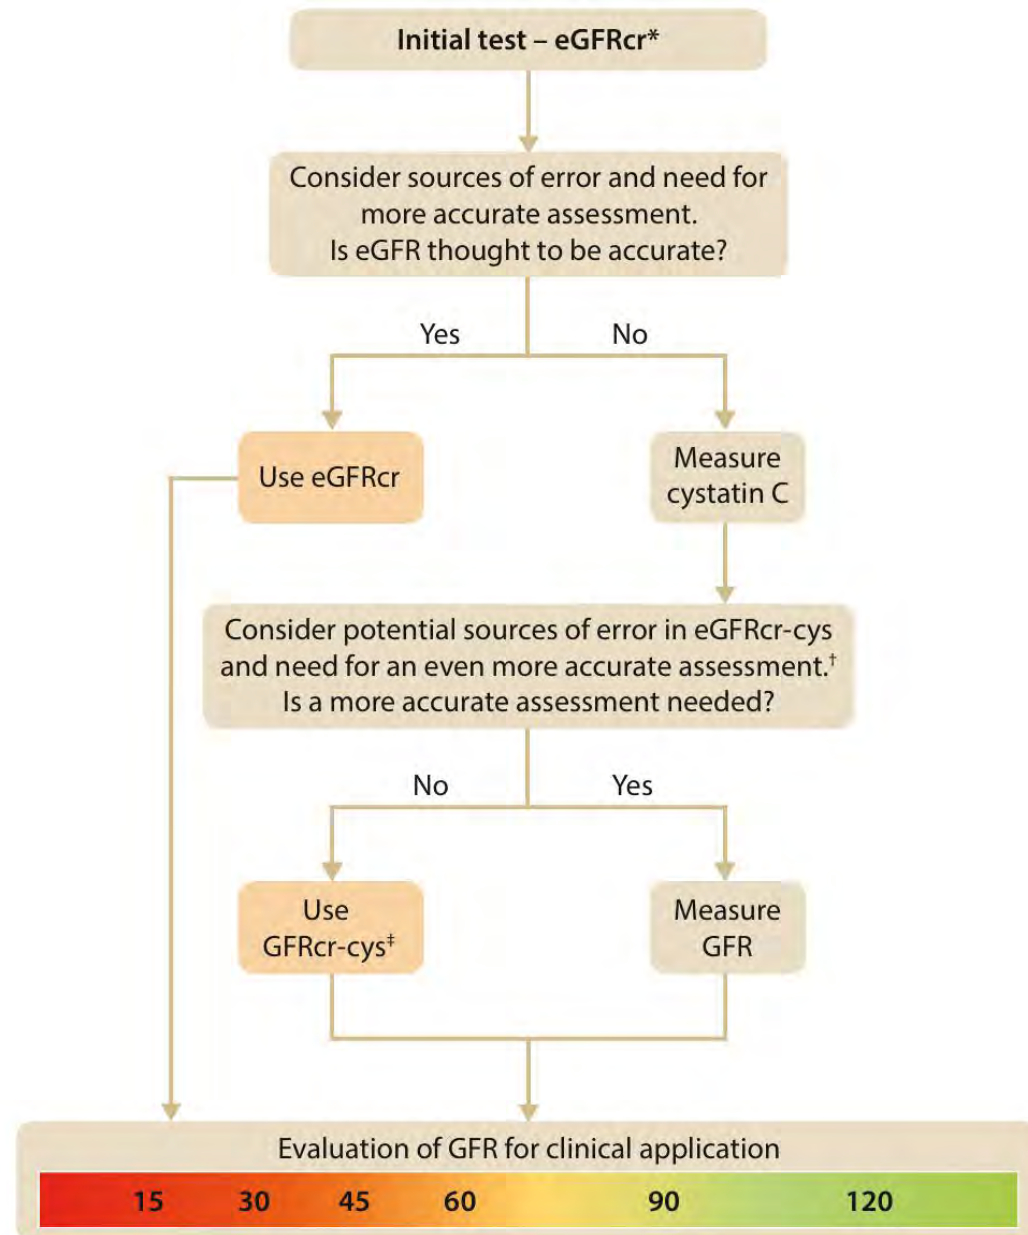 Initial test – eGFRcr*
Consider sources of error and need for
more accurate assessment.
Is eGFR thought to be accurate?
Yes
No
Use eGFRcr
Measure
cystatin C
Consider potential sources of error in eGFRcr-cys
and need for an even more accurate assessment.†
Is a more accurate assessment needed?
No
Yes
Use
GFRcr-cys‡
Measure
GFR
Evaluation of GFR for clinical application
15 30 45 60 90 120